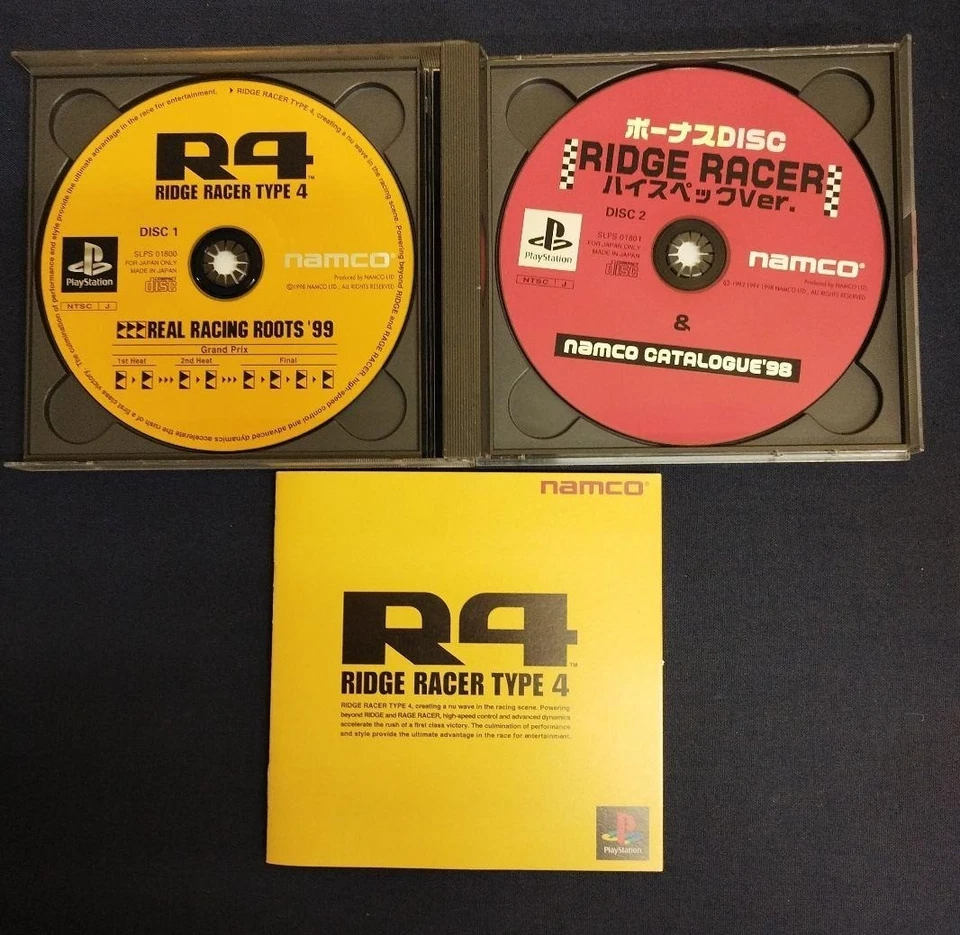 The culmination of performance and style provide the ultimate advantage in the race for entertainment.
▶ RIDGE RACER TYPE 4, creating a nu wave in the racing scene. Powering beyond RIDGE and RAGE RACER, high-speed control and advanced dynamics accelerate the rush of a first class victory.
R4™
RIDGE RACER TYPE 4
DISC 1
SLPS 01800
FOR JAPAN ONLY
MADE IN JAPAN
PlayStation
COMPACT
disc
NTSC J
namco®
Produced by NAMCO LTD.
©1998 NAMCO LTD., ALL RIGHTS RESERVED
REAL RACING ROOTS '99
Grand Prix
1st Heat 2nd Heat Final
ボーナスDISC
RIDGE RACER
ハイスペックVer.
DISC 2
SLPS 01801
FOR JAPAN ONLY
MADE IN JAPAN
PlayStation
COMPACT
disc
NTSC J
namco®
Produced by NAMCO LTD.
NAMCO LTD., ALL RIGHTS RESERVED
&
namco CATALOGUE'98
namco®
R4™
RIDGE RACER TYPE 4
RIDGE RACER TYPE 4, creating a nu wave in the racing scene. Powering
beyond RIDGE and RAGE RACER, high-speed control and advanced dynamics
accelerate the rush of a first class victory. The culmination of performance
and style provide the ultimate advantage in the race for entertainment.
PlayStation